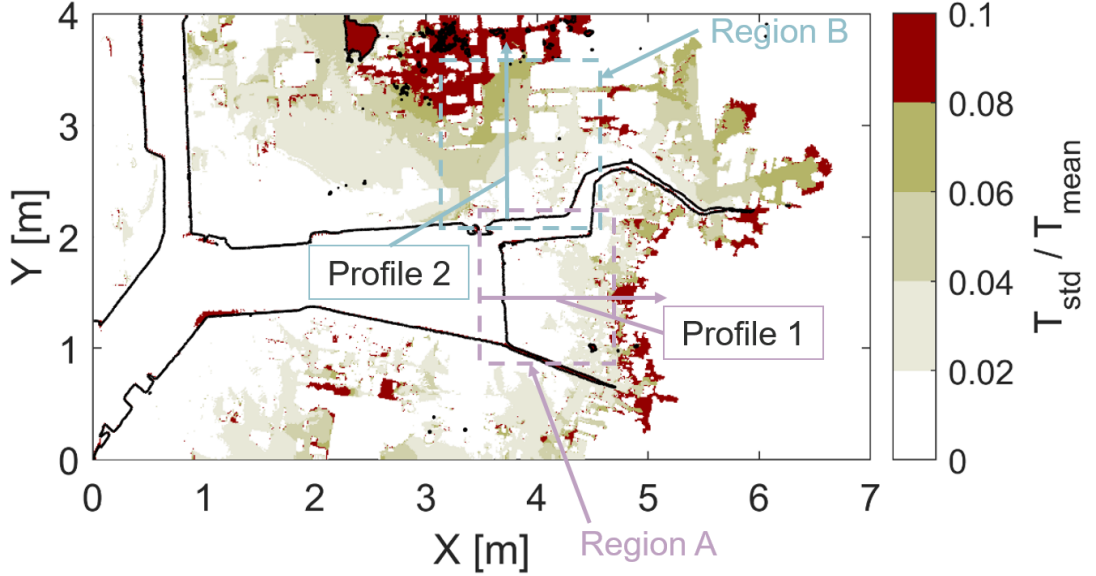 4
3
2
1
0
Y [m]
0 1 2 3 4 5 6 7
X [m]
Region B
Profile 2
Profile 1
Region A
0.1
0.08
0.06
0.04
0.02
0
T std / T mean